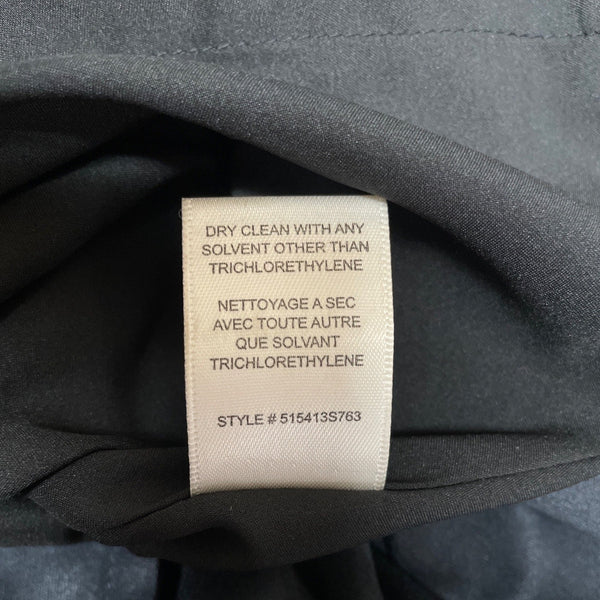 DRY CLEAN WITH ANY
SOLVENT OTHER THAN
TRICHLORETHYLENE
NETTOYAGE A SEC
AVEC TOUTE AUTRE
QUE SOLVANT
TRICHLORETHYLENE
STYLE # 515413S763